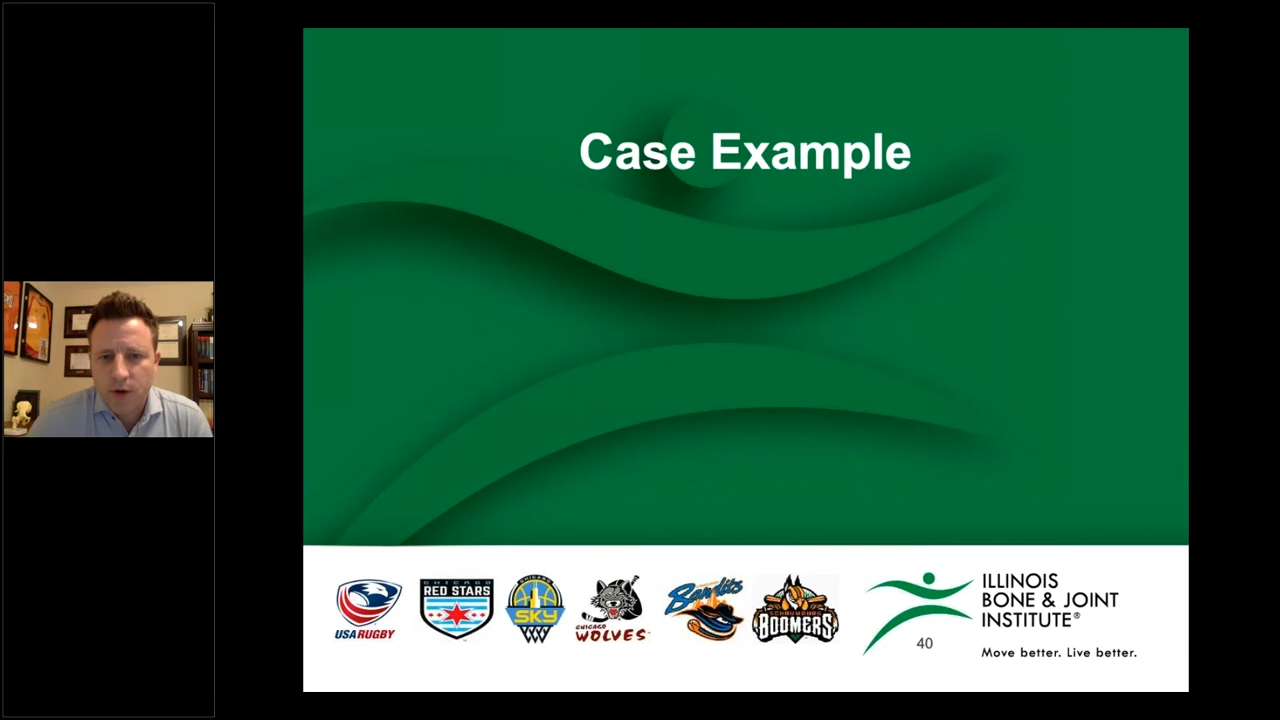 Case Example
USA RUGBY
CHICAGO
RED STARS
CHICAGO
SKY
CHICAGO
WOLVES
Bandits
SCHAUMBURG
BOOMERS
40
ILLINOIS
BONE & JOINT
INSTITUTE®
Move better. Live better.